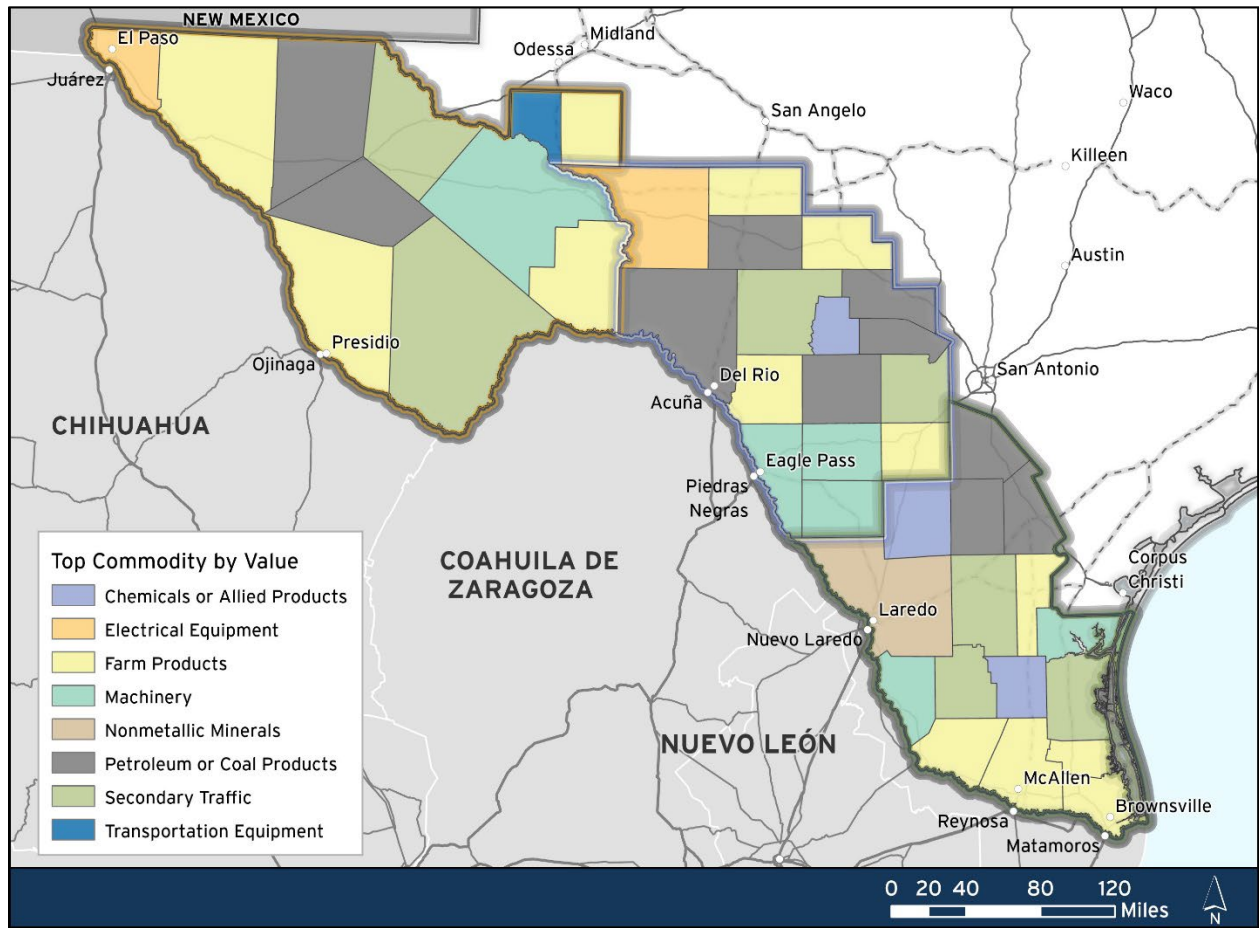 NEW MEXICO
El Paso
Juárez
Midland
Odessa
San Angelo
Waco
Killeen
Austin
San Antonio
Presidio
Ojinaga
CHIHUAHUA
Del Rio
Acuña
Eagle Pass
Piedras
Negras
COAHUILA DE
ZARAGOZA
Corpus
Christi
Laredo
Nuevo Laredo
NUEVO LEÓN
McAllen
Brownsville
Reynosa
Matamoros
Top Commodity by Value
Chemicals or Allied Products
Electrical Equipment
Farm Products
Machinery
Nonmetallic Minerals
Petroleum or Coal Products
Secondary Traffic
Transportation Equipment
0 20 40 80 120
Miles
N